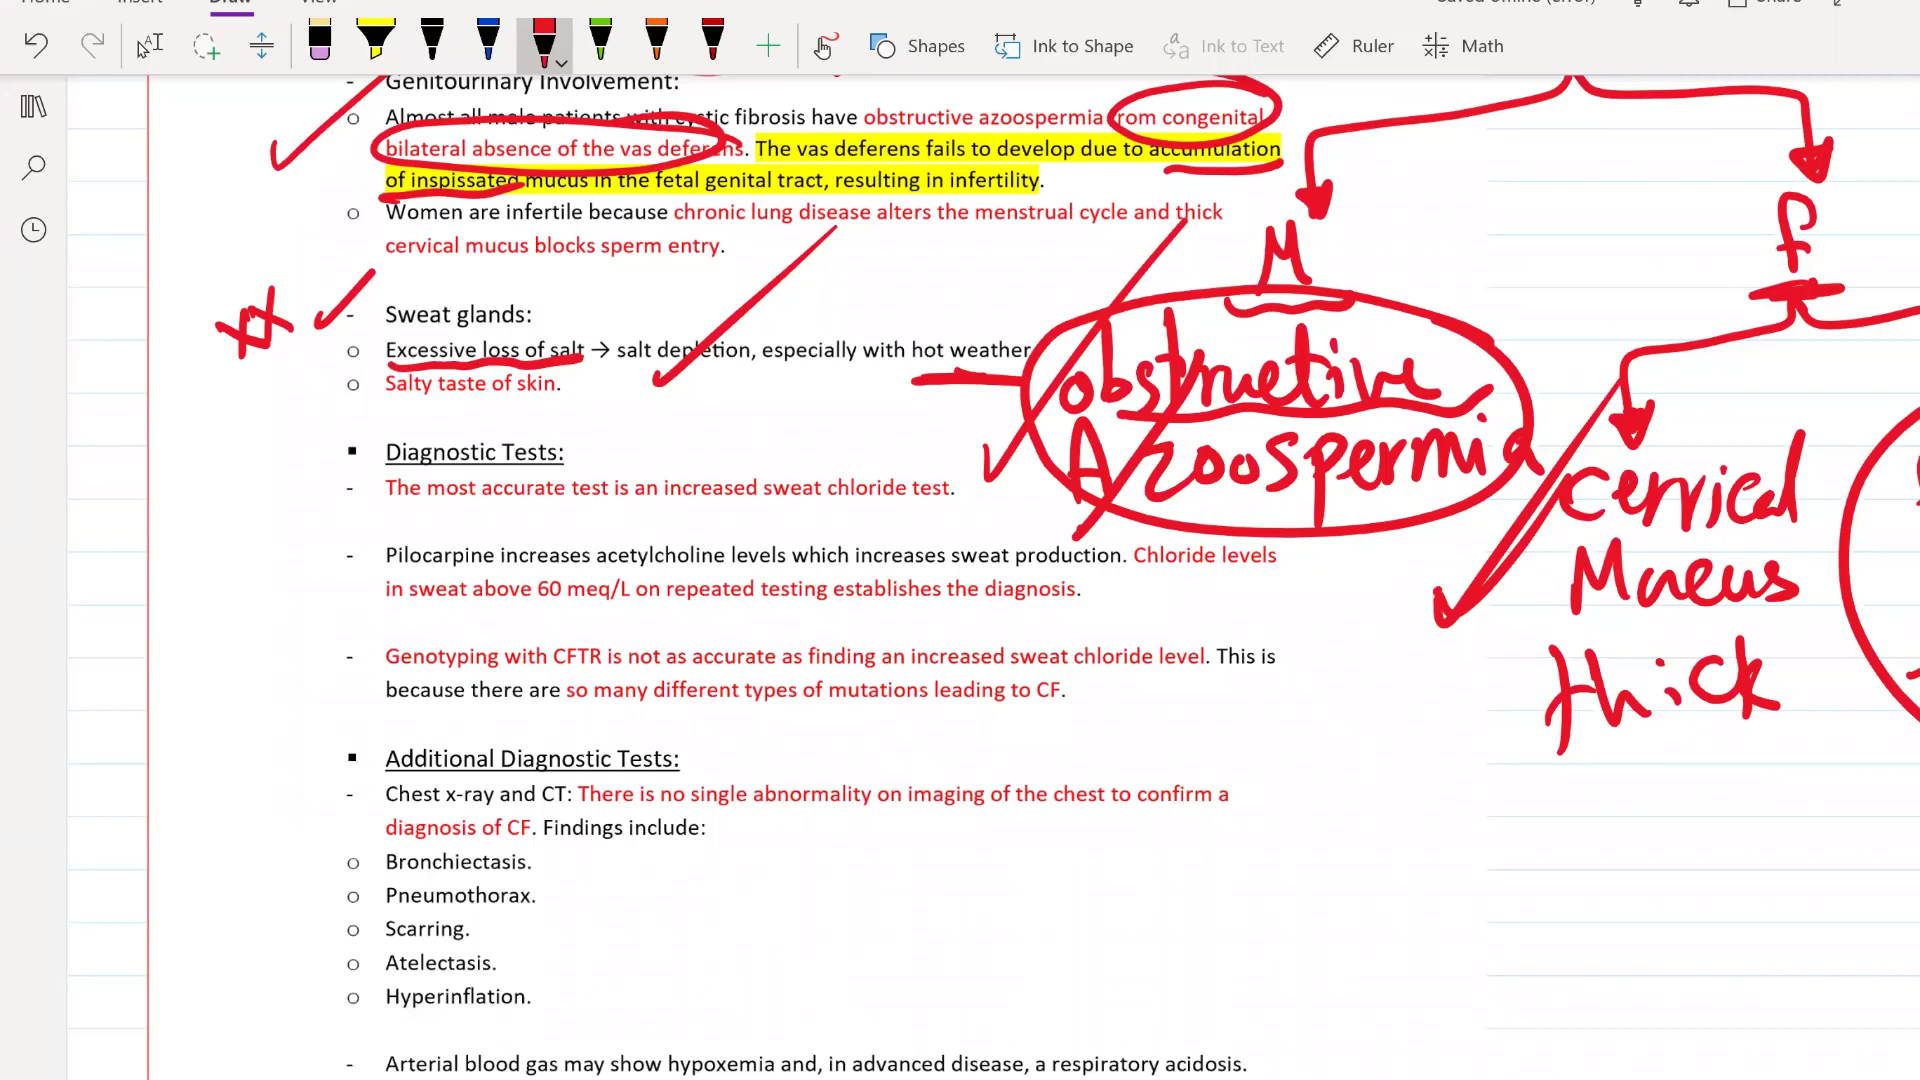 Home Insert Draw View Saved online (error) Share
Shapes Ink to Shape Ink to Text Ruler Math
- Genitourinary Involvement:
o Almost all male patients with cystic fibrosis have obstructive azoospermia from congenital
bilateral absence of the vas deferens. The vas deferens fails to develop due to accumulation
of inspissated mucus in the fetal genital tract, resulting in infertility.
o Women are infertile because chronic lung disease alters the menstrual cycle and thick
cervical mucus blocks sperm entry.
- Sweat glands:
o Excessive loss of salt → salt depletion, especially with hot weather
o Salty taste of skin.
▪ Diagnostic Tests:
- The most accurate test is an increased sweat chloride test.
- Pilocarpine increases acetylcholine levels which increases sweat production. Chloride levels
in sweat above 60 meq/L on repeated testing establishes the diagnosis.
- Genotyping with CFTR is not as accurate as finding an increased sweat chloride level. This is
because there are so many different types of mutations leading to CF.
▪ Additional Diagnostic Tests:
- Chest x-ray and CT: There is no single abnormality on imaging of the chest to confirm a
diagnosis of CF. Findings include:
o Bronchiectasis.
o Pneumothorax.
o Scarring.
o Atelectasis.
o Hyperinflation.
- Arterial blood gas may show hypoxemia and, in advanced disease, a respiratory acidosis.
XX
M
obstructive
Azoospermia
f
cervical
Mucus
thick